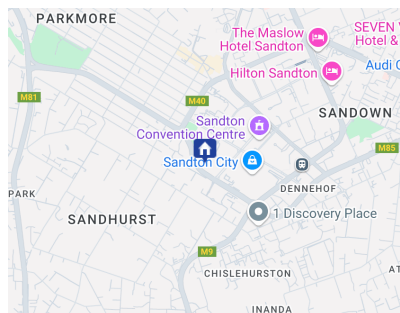 PARKMORE
The Maslow
Hotel Sandton
SEVEN
Hotel &
Hilton Sandton
Audi
M81
M40
SANDOWN
Sandton
Convention Centre
M85
Sandton City
DENNEHOF
PARK
SANDHURST
1 Discovery Place
M9
CHISLEHURSTON
AT
INANDA